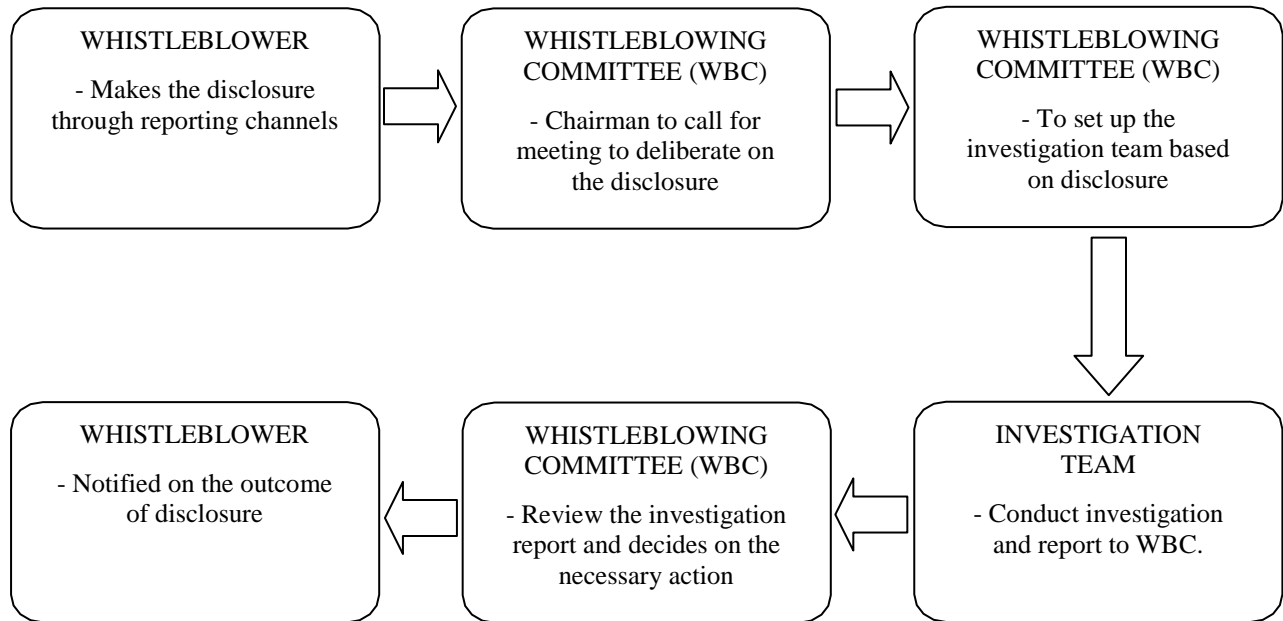 WHISTLEBLOWER
- Makes the disclosure
through reporting channels
WHISTLEBLOWING
COMMITTEE (WBC)
- Chairman to call for
meeting to deliberate on
the disclosure
WHISTLEBLOWING
COMMITTEE (WBC)
- To set up the
investigation team based
on disclosure
INVESTIGATION
TEAM
- Conduct investigation
and report to WBC.
WHISTLEBLOWING
COMMITTEE (WBC)
- Review the investigation
report and decides on the
necessary action
WHISTLEBLOWER
- Notified on the outcome
of disclosure